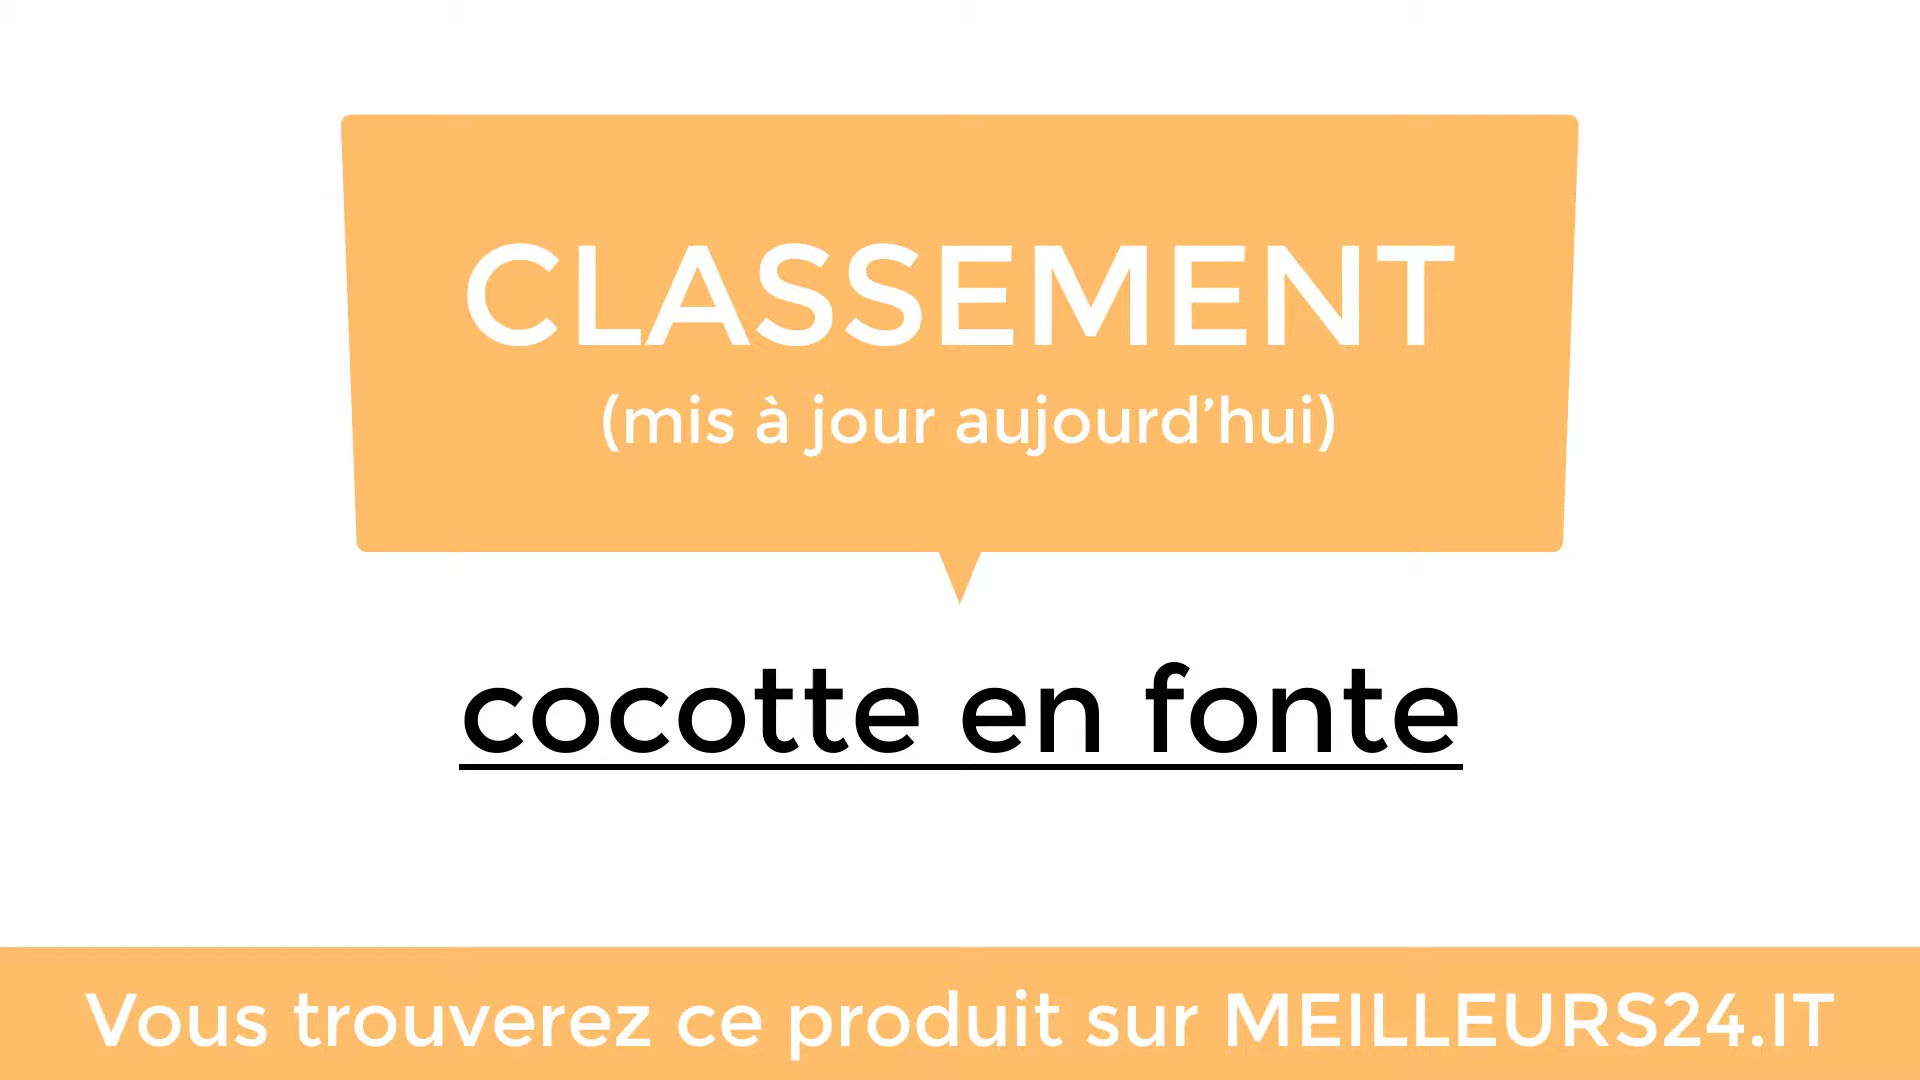 CLASSEMENT
(mis à jour aujourd’hui)
cocotte en fonte
Vous trouverez ce produit sur MEILLEURS24.IT